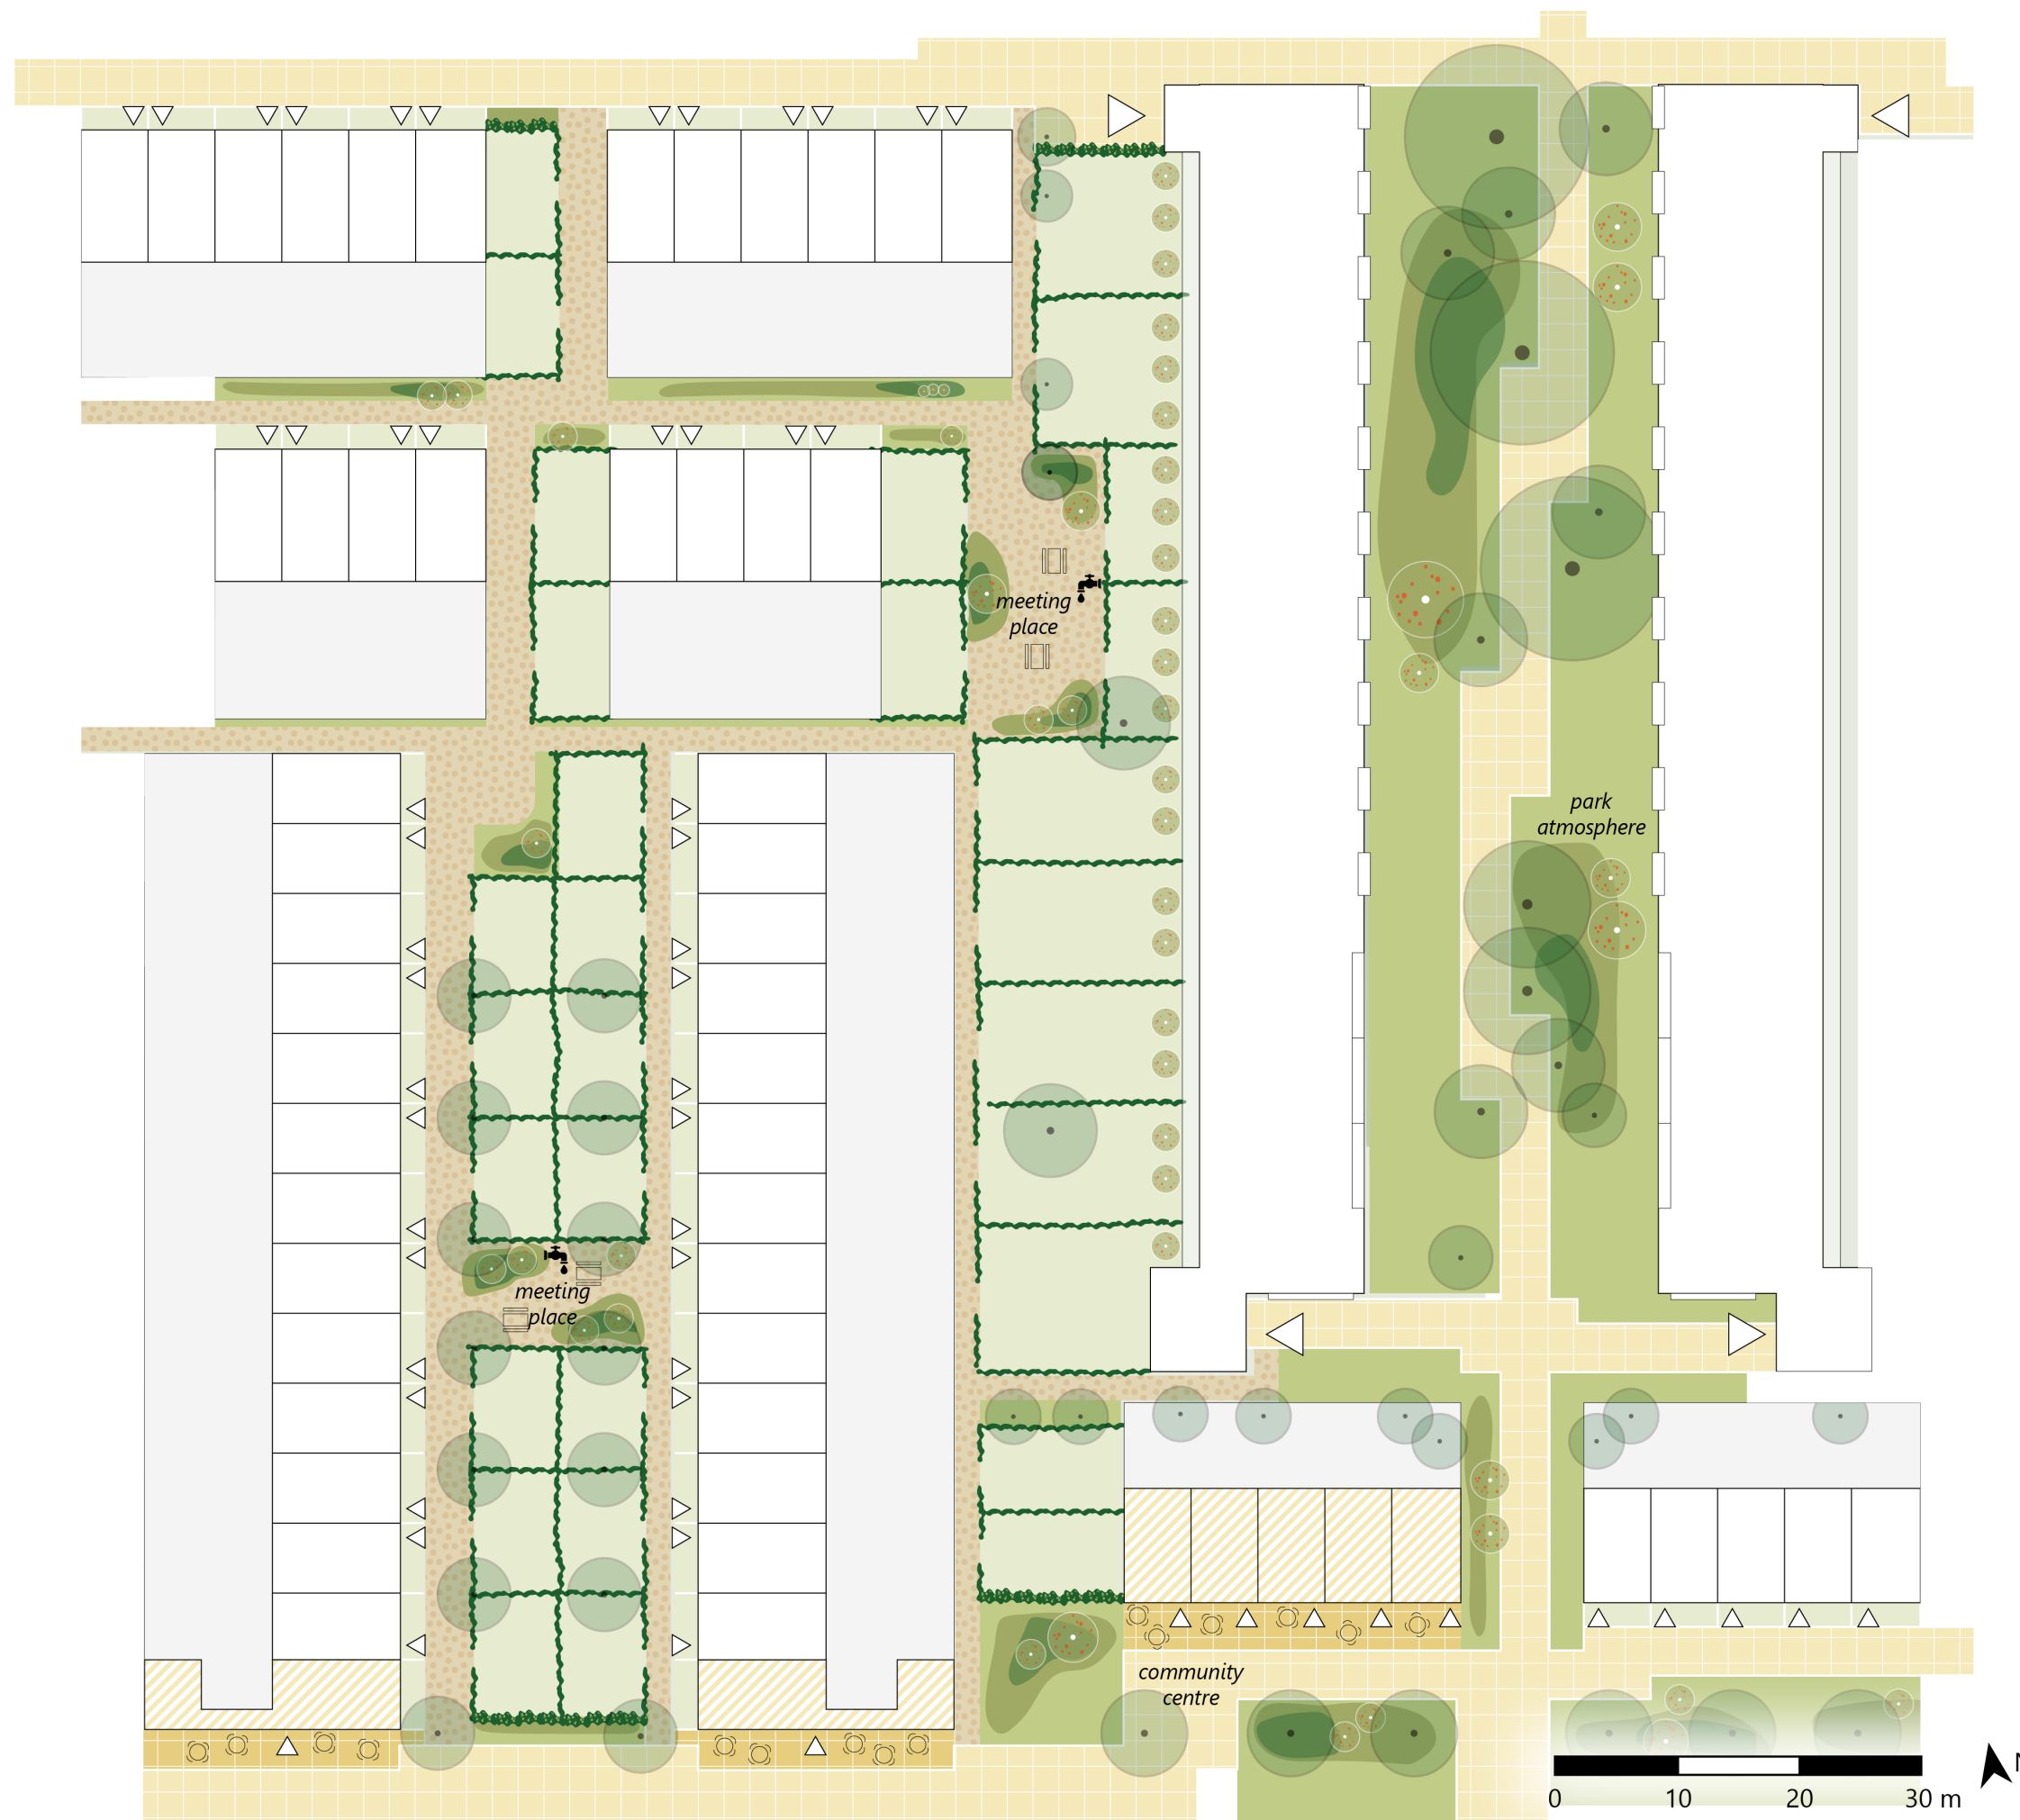 meeting
place
park
atmosphere
meeting
place
community
centre
0 10 20 30 m
N